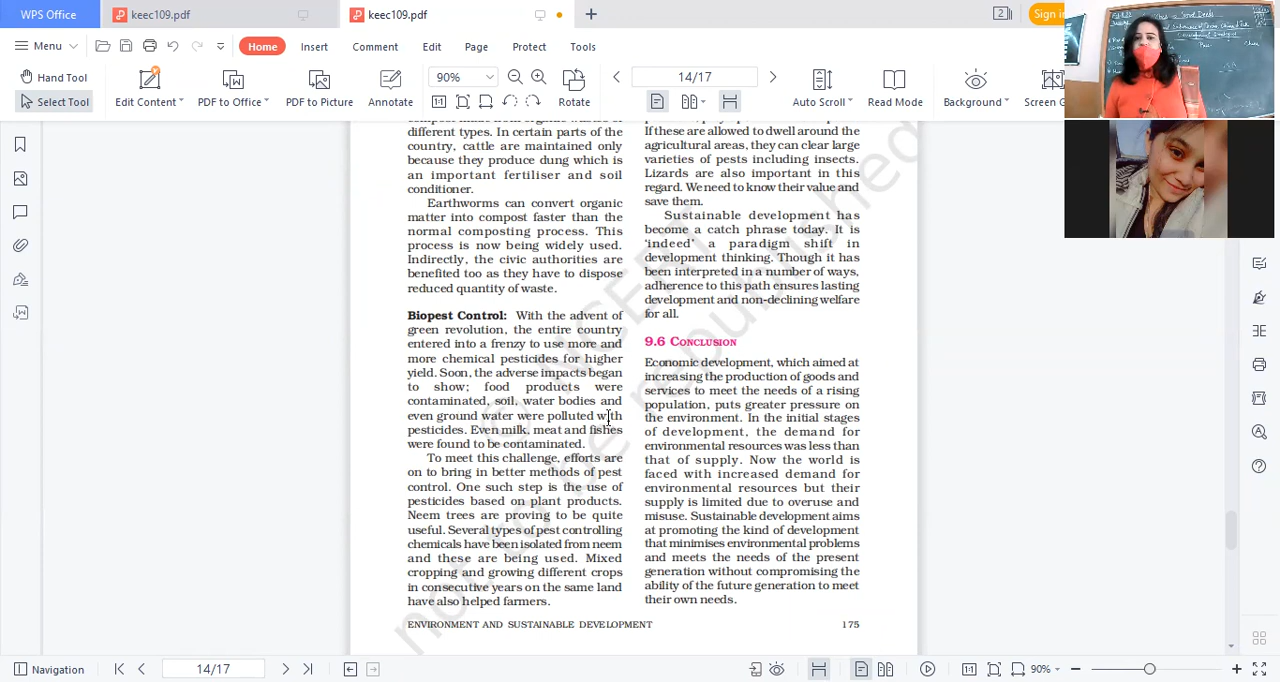 WPS Office
keec109.pdf
keec109.pdf
2
Sign in
Menu
Home
Insert
Comment
Edit
Page
Protect
Tools
Hand Tool
Select Tool
Edit Content
PDF to Office
PDF to Picture
Annotate
90%
1:1
Rotate
14/17
Auto Scroll
Read Mode
Background
Screen G
different types. In certain parts of the
country, cattle are maintained only
because they produce dung which is
an important fertiliser and soil
conditioner.
Earthworms can convert organic
matter into compost faster than the
normal composting process. This
process is now being widely used.
Indirectly, the civic authorities are
benefited too as they have to dispose
reduced quantity of waste.
Biopest Control: With the advent of
green revolution, the entire country
entered into a frenzy to use more and
more chemical pesticides for higher
yield. Soon, the adverse impacts began
to show; food products were
contaminated, soil, water bodies and
even ground water were polluted with
pesticides. Even milk, meat and fishes
were found to be contaminated.
To meet this challenge, efforts are
on to bring in better methods of pest
control. One such step is the use of
pesticides based on plant products.
Neem trees are proving to be quite
useful. Several types of pest controlling
chemicals have been isolated from neem
and these are being used. Mixed
cropping and growing different crops
in consecutive years on the same land
have also helped farmers.
If these are allowed to dwell around the
agricultural areas, they can clear large
varieties of pests including insects.
Lizards are also important in this
regard. We need to know their value and
save them.
Sustainable development has
become a catch phrase today. It is
'indeed' a paradigm shift in
development thinking. Though it has
been interpreted in a number of ways,
adherence to this path ensures lasting
development and non-declining welfare
for all.
9.6 CONCLUSION
Economic development, which aimed at
increasing the production of goods and
services to meet the needs of a rising
population, puts greater pressure on
the environment. In the initial stages
of development, the demand for
environmental resources was less than
that of supply. Now the world is
faced with increased demand for
environmental resources but their
supply is limited due to overuse and
misuse. Sustainable development aims
at promoting the kind of development
that minimises environmental problems
and meets the needs of the present
generation without compromising the
ability of the future generation to meet
their own needs.
© NCERT
not to be republished
ENVIRONMENT AND SUSTAINABLE DEVELOPMENT 175
Navigation
14/17
1:1
90%